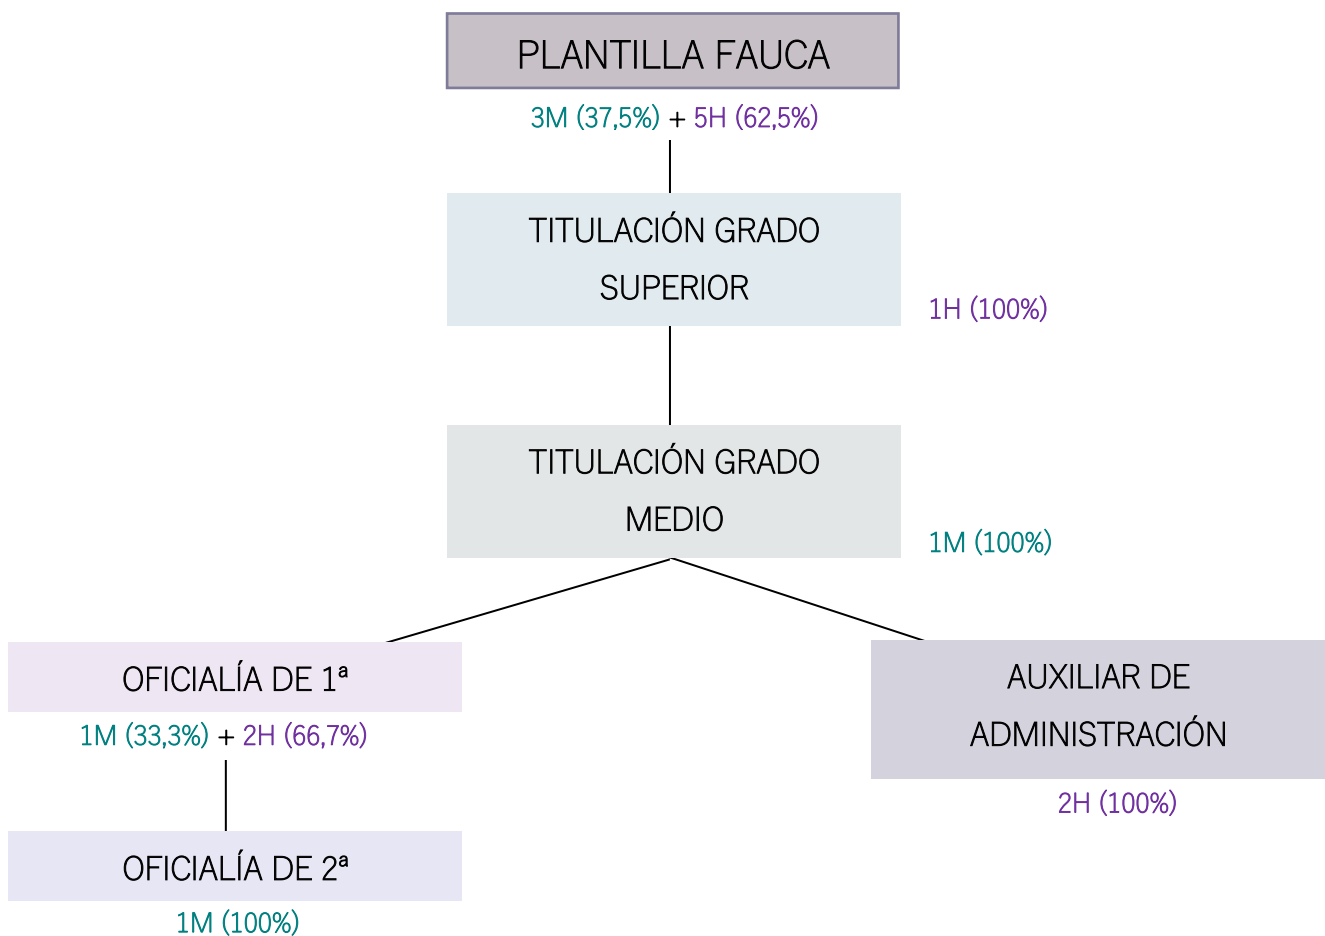 PLANTILLA FAUCA
3M (37,5%) + 5H (62,5%)
TITULACIÓN GRADO
SUPERIOR
1H (100%)
TITULACIÓN GRADO
MEDIO
1M (100%)
OFICIALÍA DE 1ª
1M (33,3%) + 2H (66,7%)
AUXILIAR DE
ADMINISTRACIÓN
2H (100%)
OFICIALÍA DE 2ª
1M (100%)